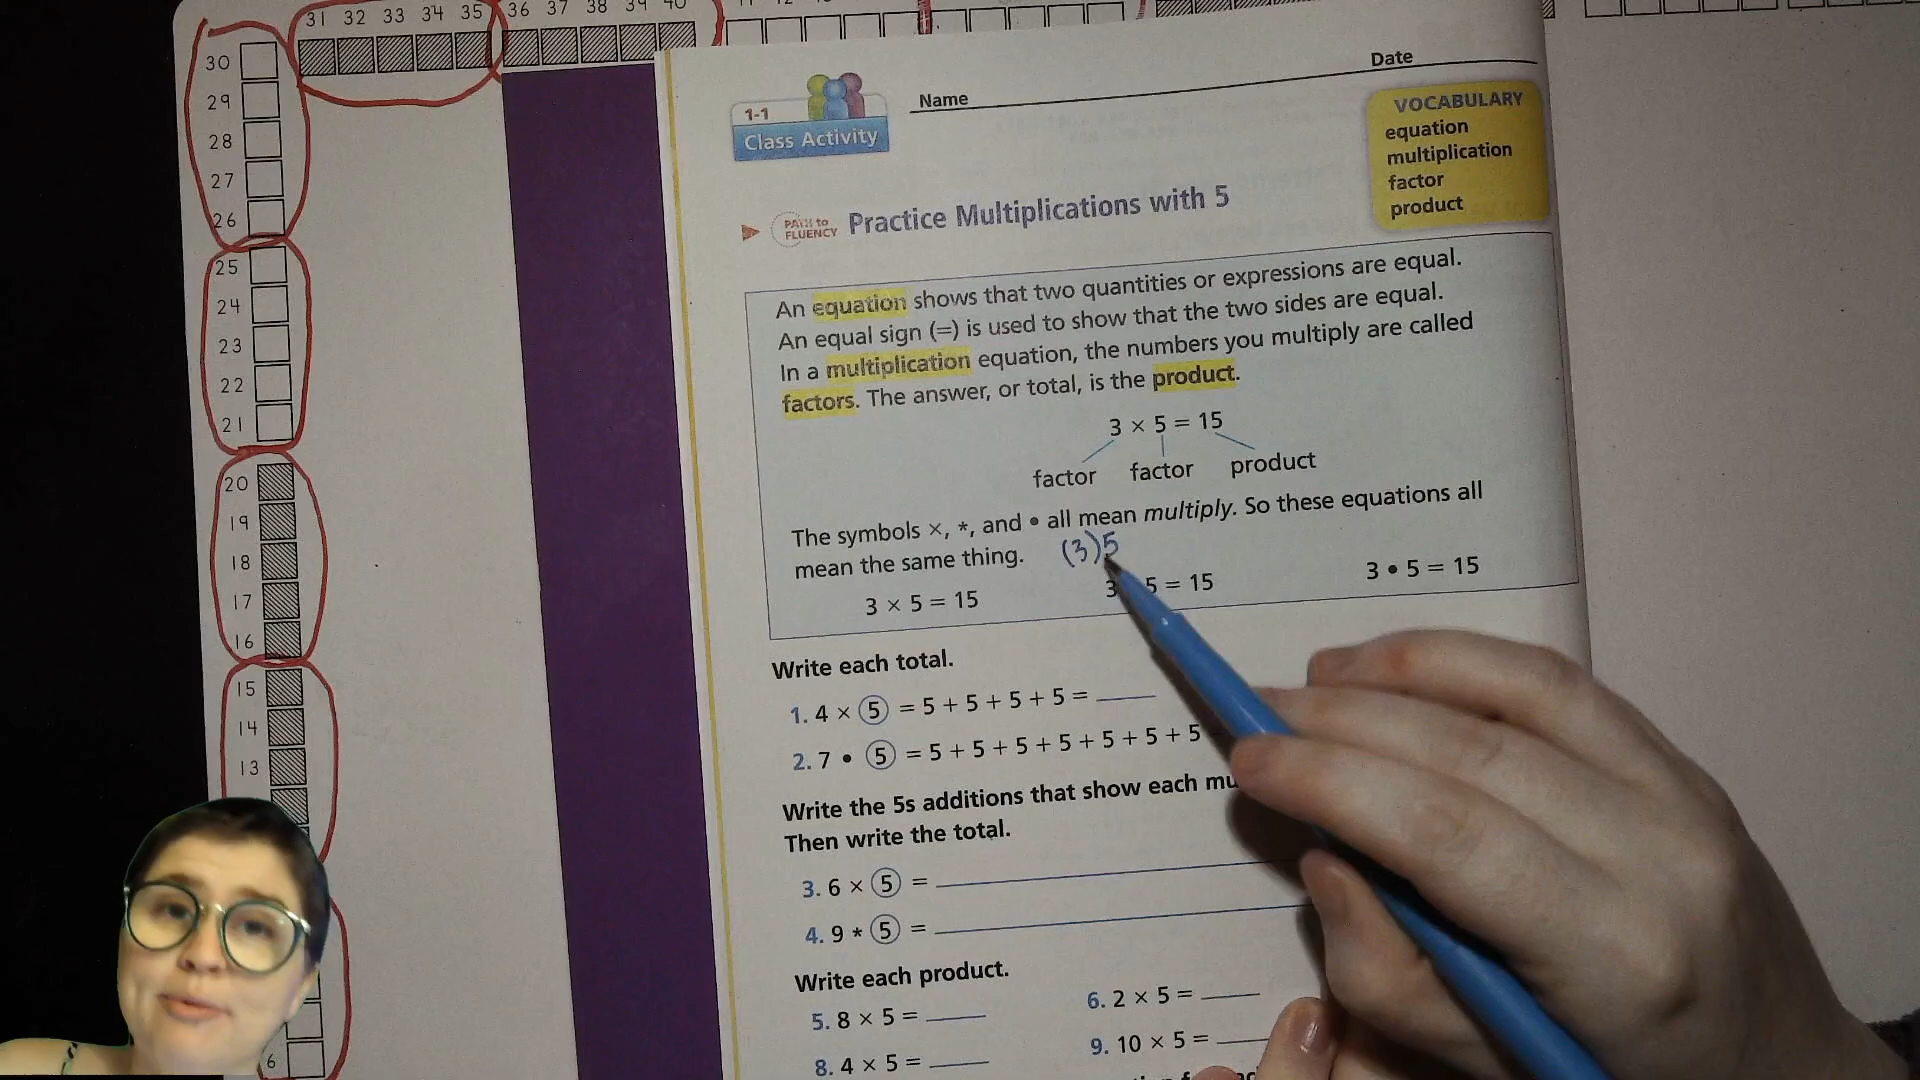 31 32 33 34 35 36 37 38 39 40
30
29
28
27
26
25
24
23
22
21
20
19
18
17
16
15
14
13
6
Name
Date
1-1
Class Activity
VOCABULARY
equation
multiplication
factor
product
PATH to
FLUENCY
Practice Multiplications with 5
An equation shows that two quantities or expressions are equal.
An equal sign (=) is used to show that the two sides are equal.
In a multiplication equation, the numbers you multiply are called
factors. The answer, or total, is the product.
3 × 5 = 15
factor factor product
The symbols ×, *, and • all mean multiply. So these equations all
mean the same thing. (3)5
3 × 5 = 15 3 5 = 15 3 • 5 = 15
Write each total.
1. 4 × 5 = 5 + 5 + 5 + 5 =
2. 7 • 5 = 5 + 5 + 5 + 5 + 5 + 5 + 5
Write the 5s additions that show each mu
Then write the total.
3. 6 × 5 =
4. 9 * 5 =
Write each product.
5. 8 × 5 = 6. 2 × 5 =
8. 4 × 5 = 9. 10 × 5 =